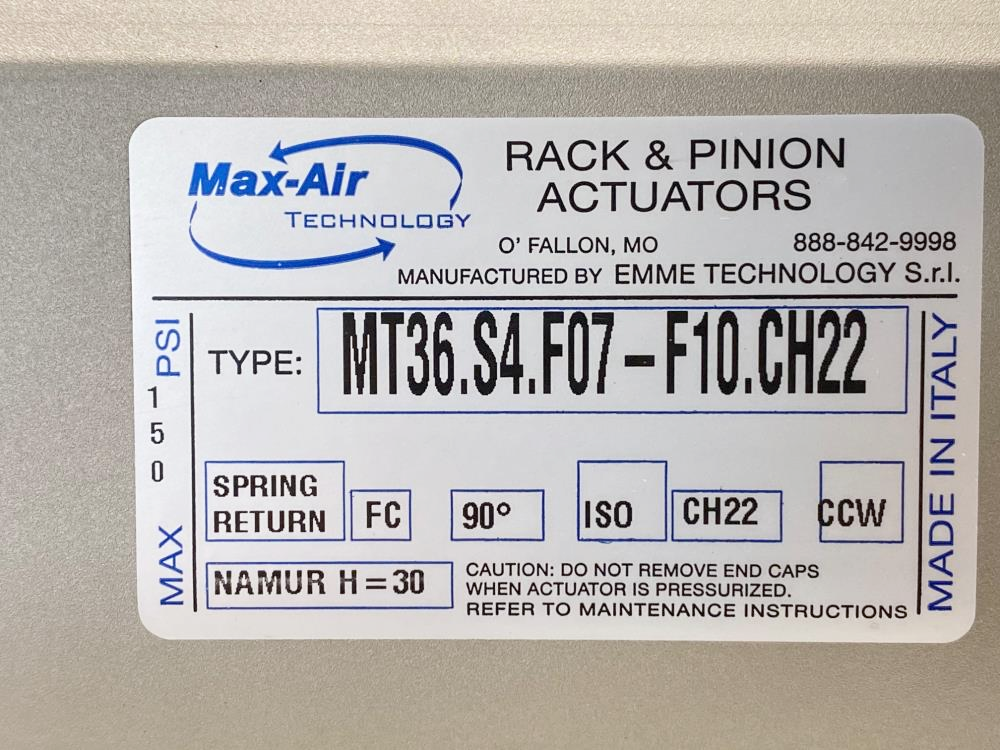 Max-Air
TECHNOLOGY
RACK & PINION
ACTUATORS
O' FALLON, MO
888-842-9998
MANUFACTURED BY EMME TECHNOLOGY S.r.l.
MAX 150 PSI
TYPE: MT36.S4.F07-F10.CH22
SPRING
RETURN
FC
90°
ISO
CH22
CCW
NAMUR H=30
CAUTION: DO NOT REMOVE END CAPS
WHEN ACTUATOR IS PRESSURIZED.
REFER TO MAINTENANCE INSTRUCTIONS
MADE IN ITALY